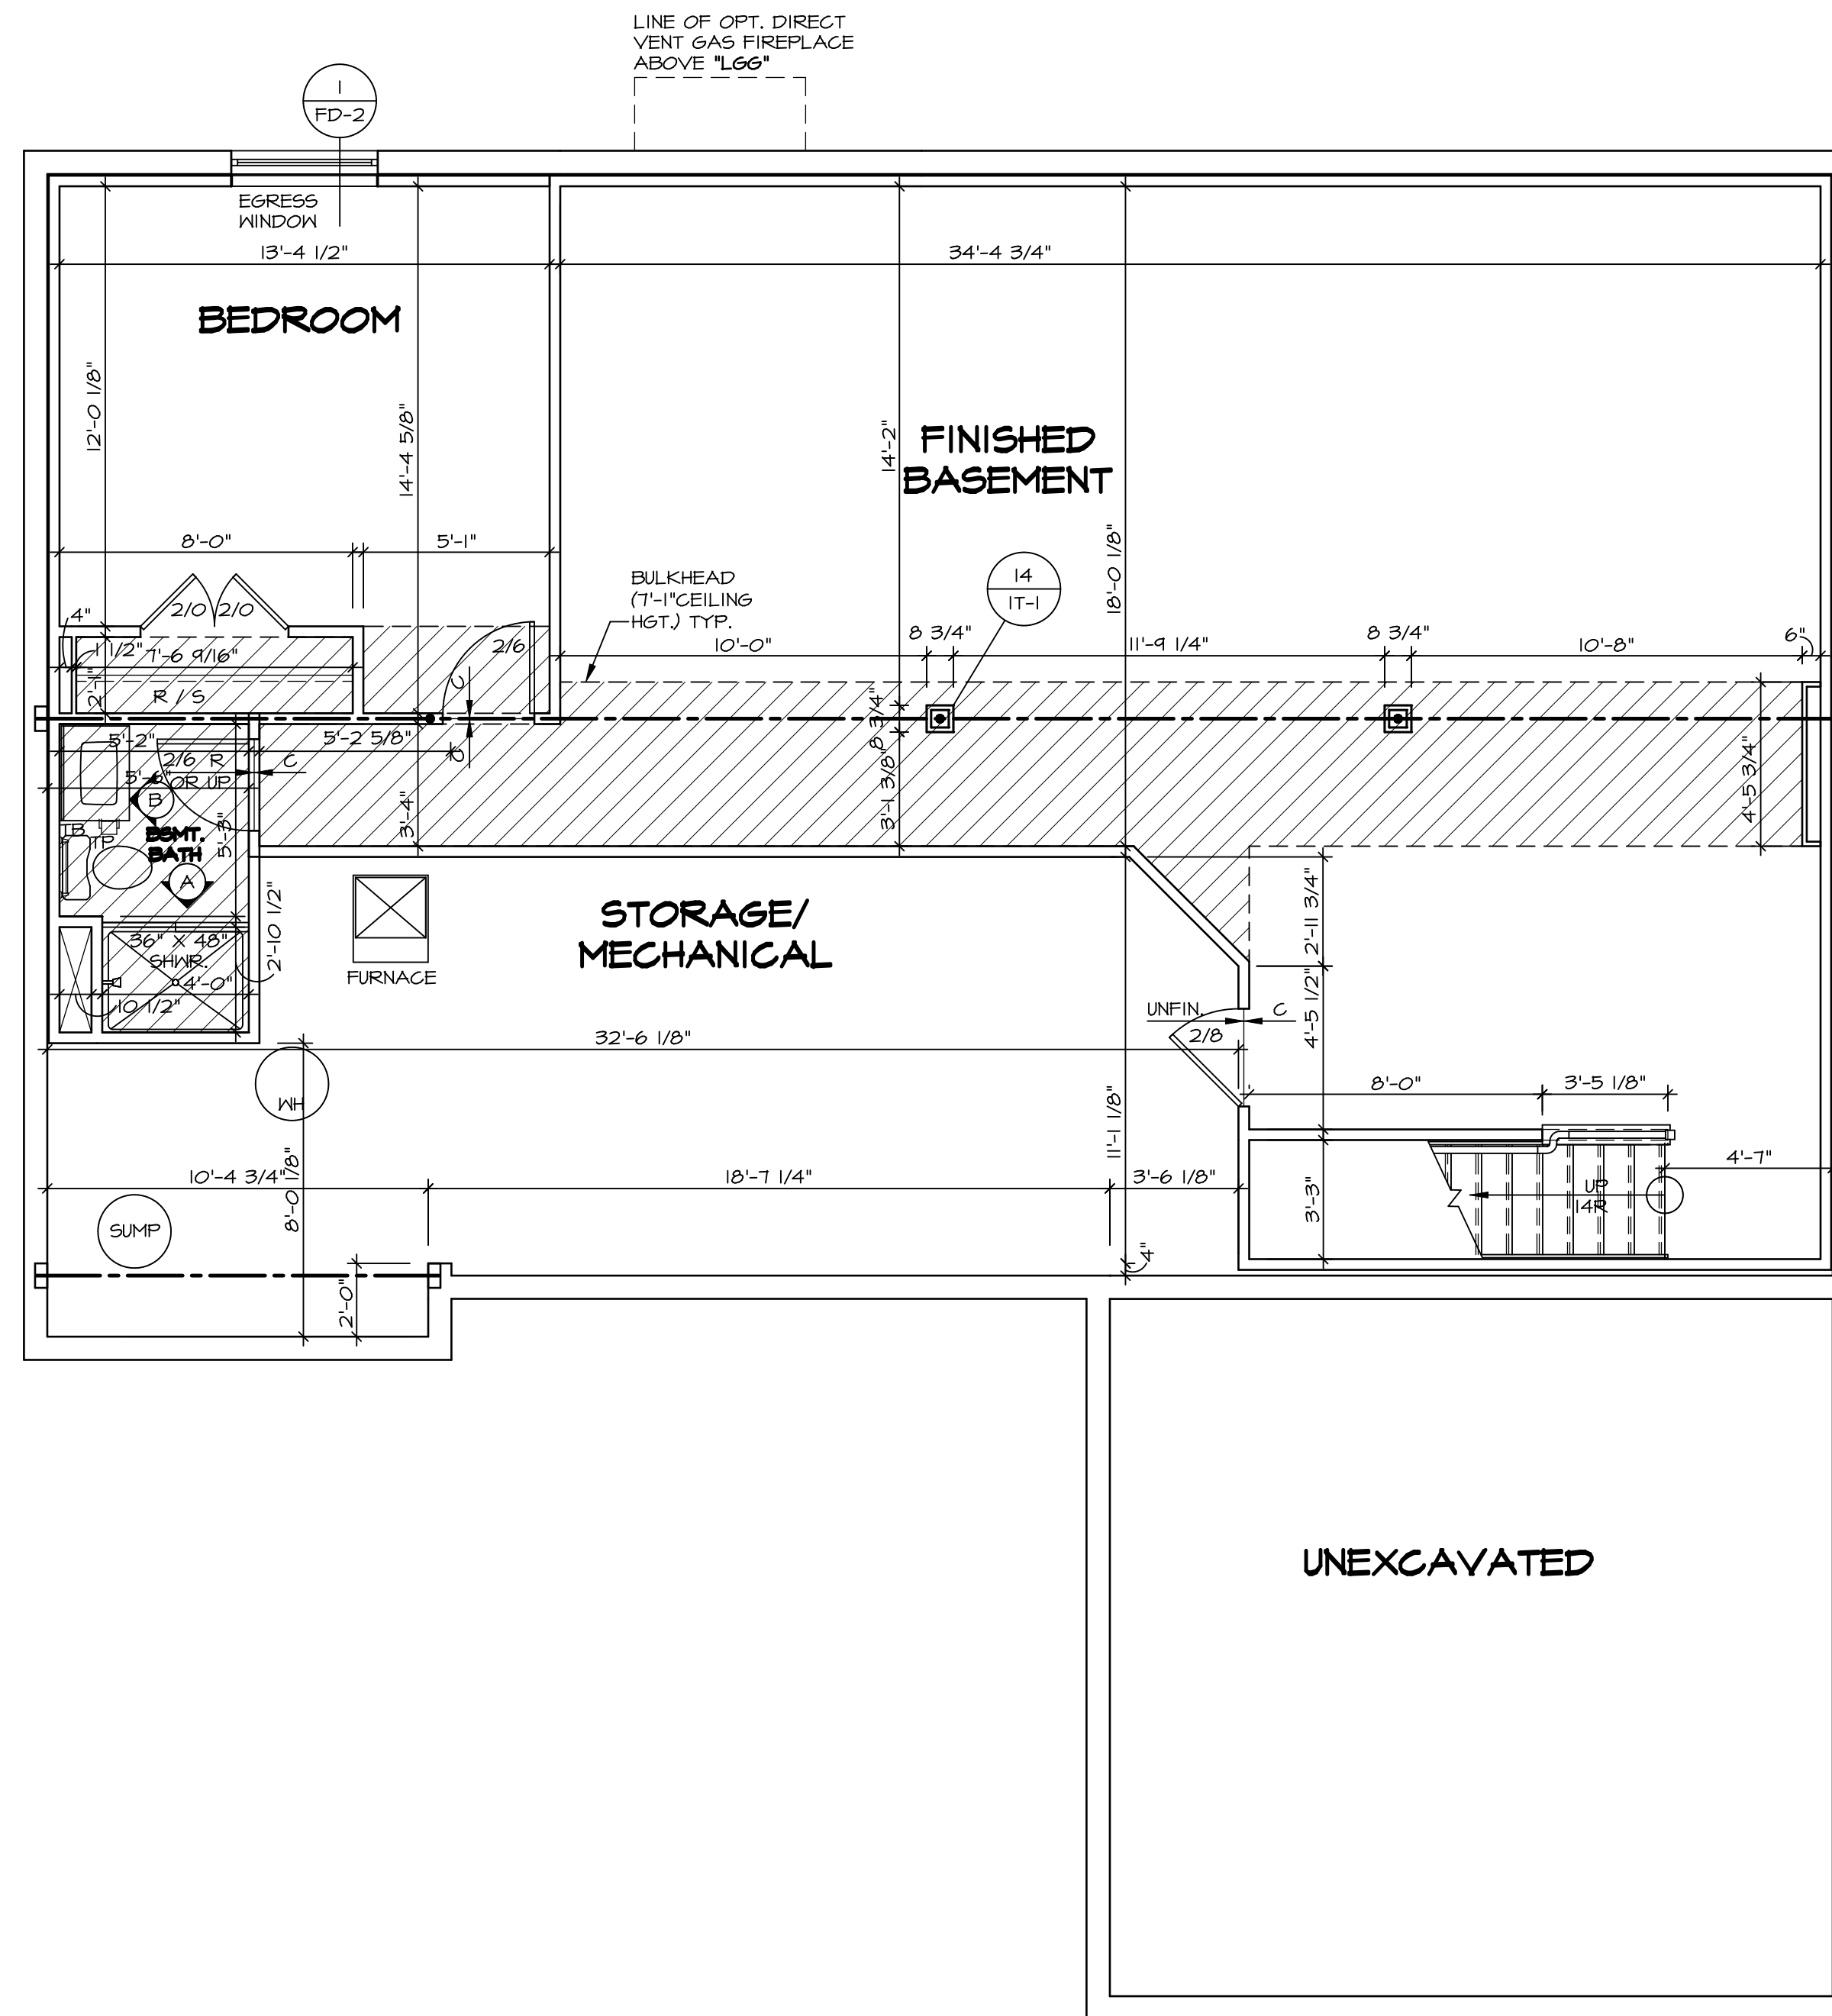 LINE OF OPT. DIRECT
VENT GAS FIREPLACE
ABOVE "LGG"
1
FD-2
EGRESS
WINDOW
13'-4 1/2"
34'-4 3/4"
BEDROOM
12'-0 1/8"
14'-4 5/8"
14'-2"
FINISHED
BASEMENT
18'-0 1/8"
8'-0"
5'-1"
BULKHEAD
(7'-1"CEILING
HGT.) TYP.
14
IT-1
2/0
2/0
4"
1 1/2"
7'-6 9/16"
2'-1"
R / S
2/6
C
C
10'-0"
8 3/4"
11'-9 1/4"
8 3/4"
10'-8"
6"
8 3/4"
3'-1 3/8"
4'-5 3/4"
5'-2"
5'-2 5/8"
2/6 R
C
5'-6"
OR UP
B
3'-4"
5'-3"
TB
TP
BSMT.
BATH
A
2'-10 1/2"
36" X 48"
SHWR.
4'-0"
10 1/2"
FURNACE
STORAGE/
MECHANICAL
2'-11 3/4"
4'-5 1/2"
UNFIN.
C
2/8
32'-6 1/8"
WH
11'-1 1/8"
8'-0"
3'-5 1/8"
4'-7"
UP
14R
3'-3"
10'-4 3/4"
8'-0 1/8"
18'-7 1/4"
3'-6 1/8"
SUMP
4"
2'-0"
UNEXCAVATED